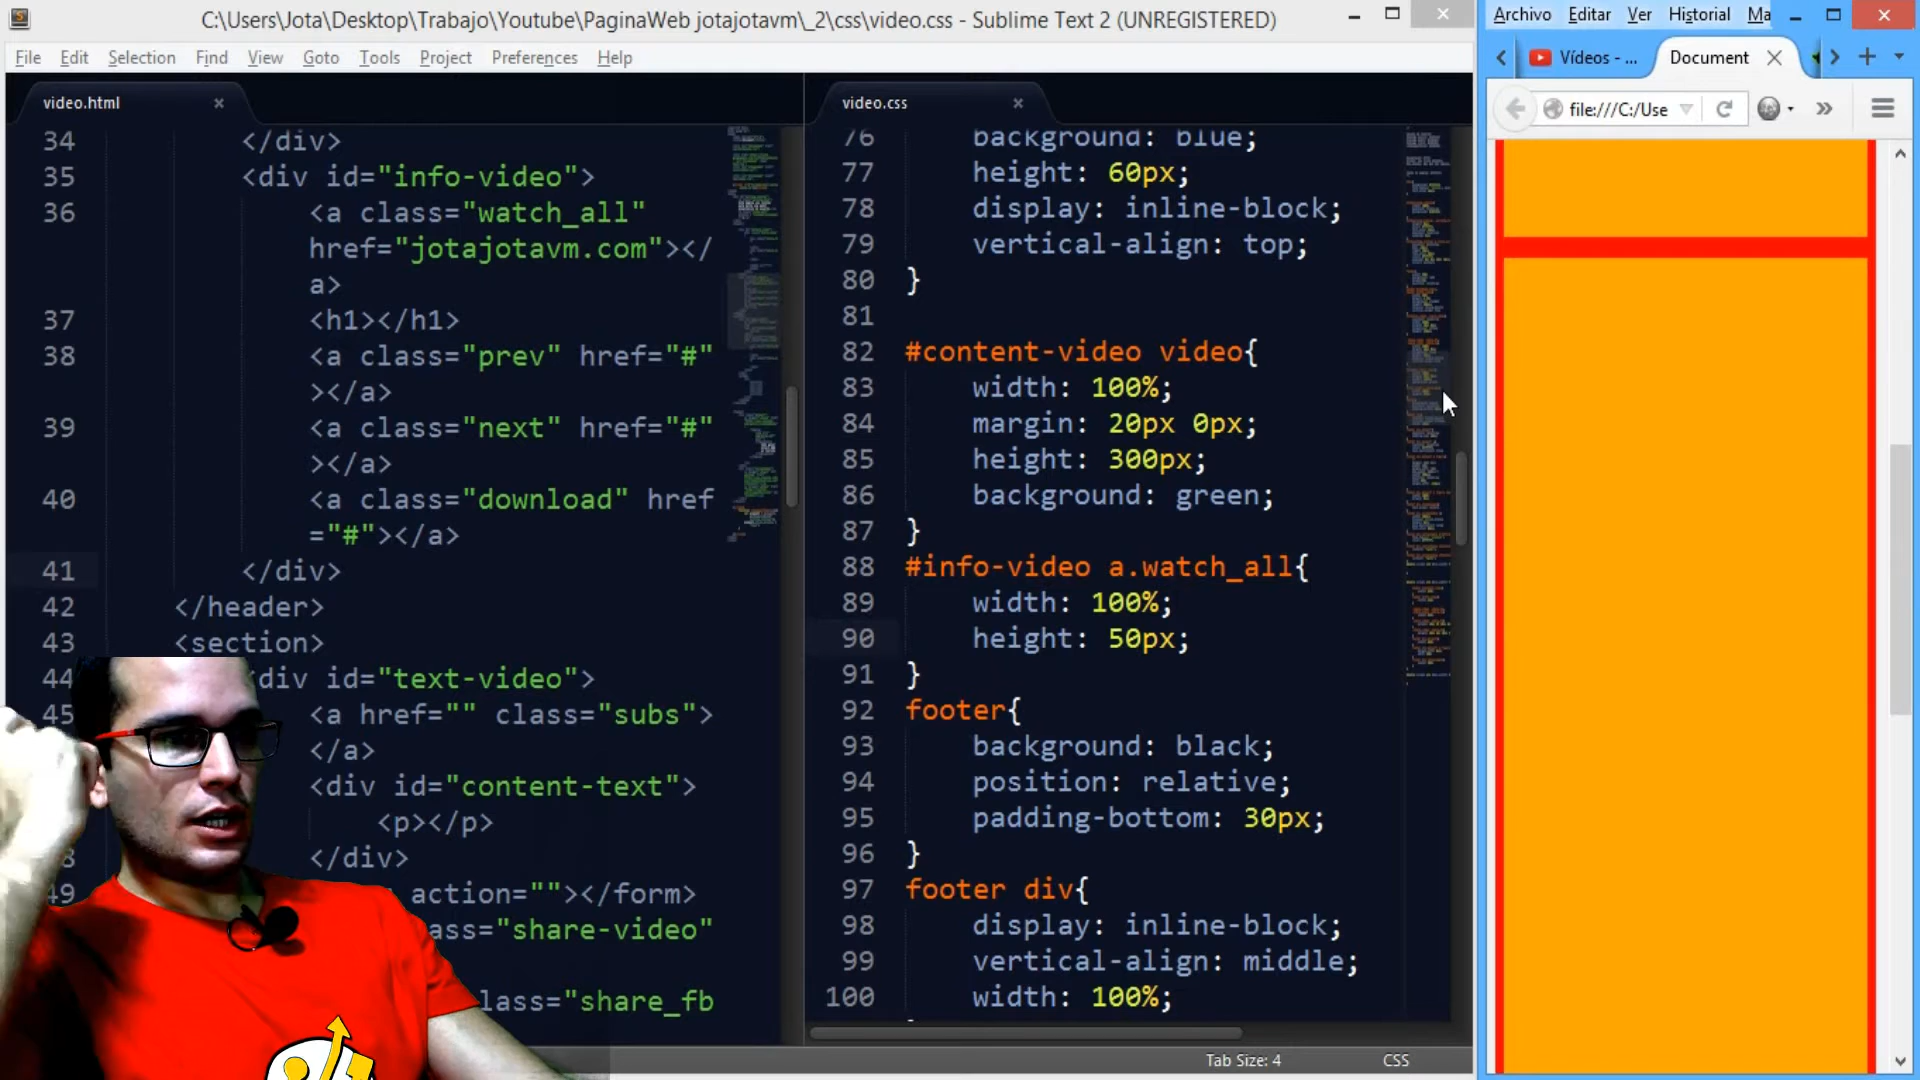 C:\Users\Jota\Desktop\Trabajo\Youtube\PaginaWeb jotajotavm\_2\css\video.css - Sublime Text 2 (UNREGISTERED)
File Edit Selection Find View Goto Tools Project Preferences Help
video.html ×
34 </div>
35 <div id="info-video">
36 <a class="watch_all"
href="jotajotavm.com"></
a>
37 <h1></h1>
38 <a class="prev" href="#"
></a>
39 <a class="next" href="#"
></a>
40 <a class="download" href
="#"></a>
41 </div>
42 </header>
43 <section>
44 div id="text-video">
45 <a href="" class="subs">
</a>
<div id="content-text">
<p></p>
8 </div>
49 action=""></form>
ass="share-video"
lass="share_fb
video.css ×
76 background: blue;
77 height: 60px;
78 display: inline-block;
79 vertical-align: top;
80 }
81
82 #content-video video{
83 width: 100%;
84 margin: 20px 0px;
85 height: 300px;
86 background: green;
87 }
88 #info-video a.watch_all{
89 width: 100%;
90 height: 50px;
91 }
92 footer{
93 background: black;
94 position: relative;
95 padding-bottom: 30px;
96 }
97 footer div{
98 display: inline-block;
99 vertical-align: middle;
100 width: 100%;
Tab Size: 4 CSS
Archivo Editar Ver Historial Ma
Vídeos - ... Document
file:///C:/Use